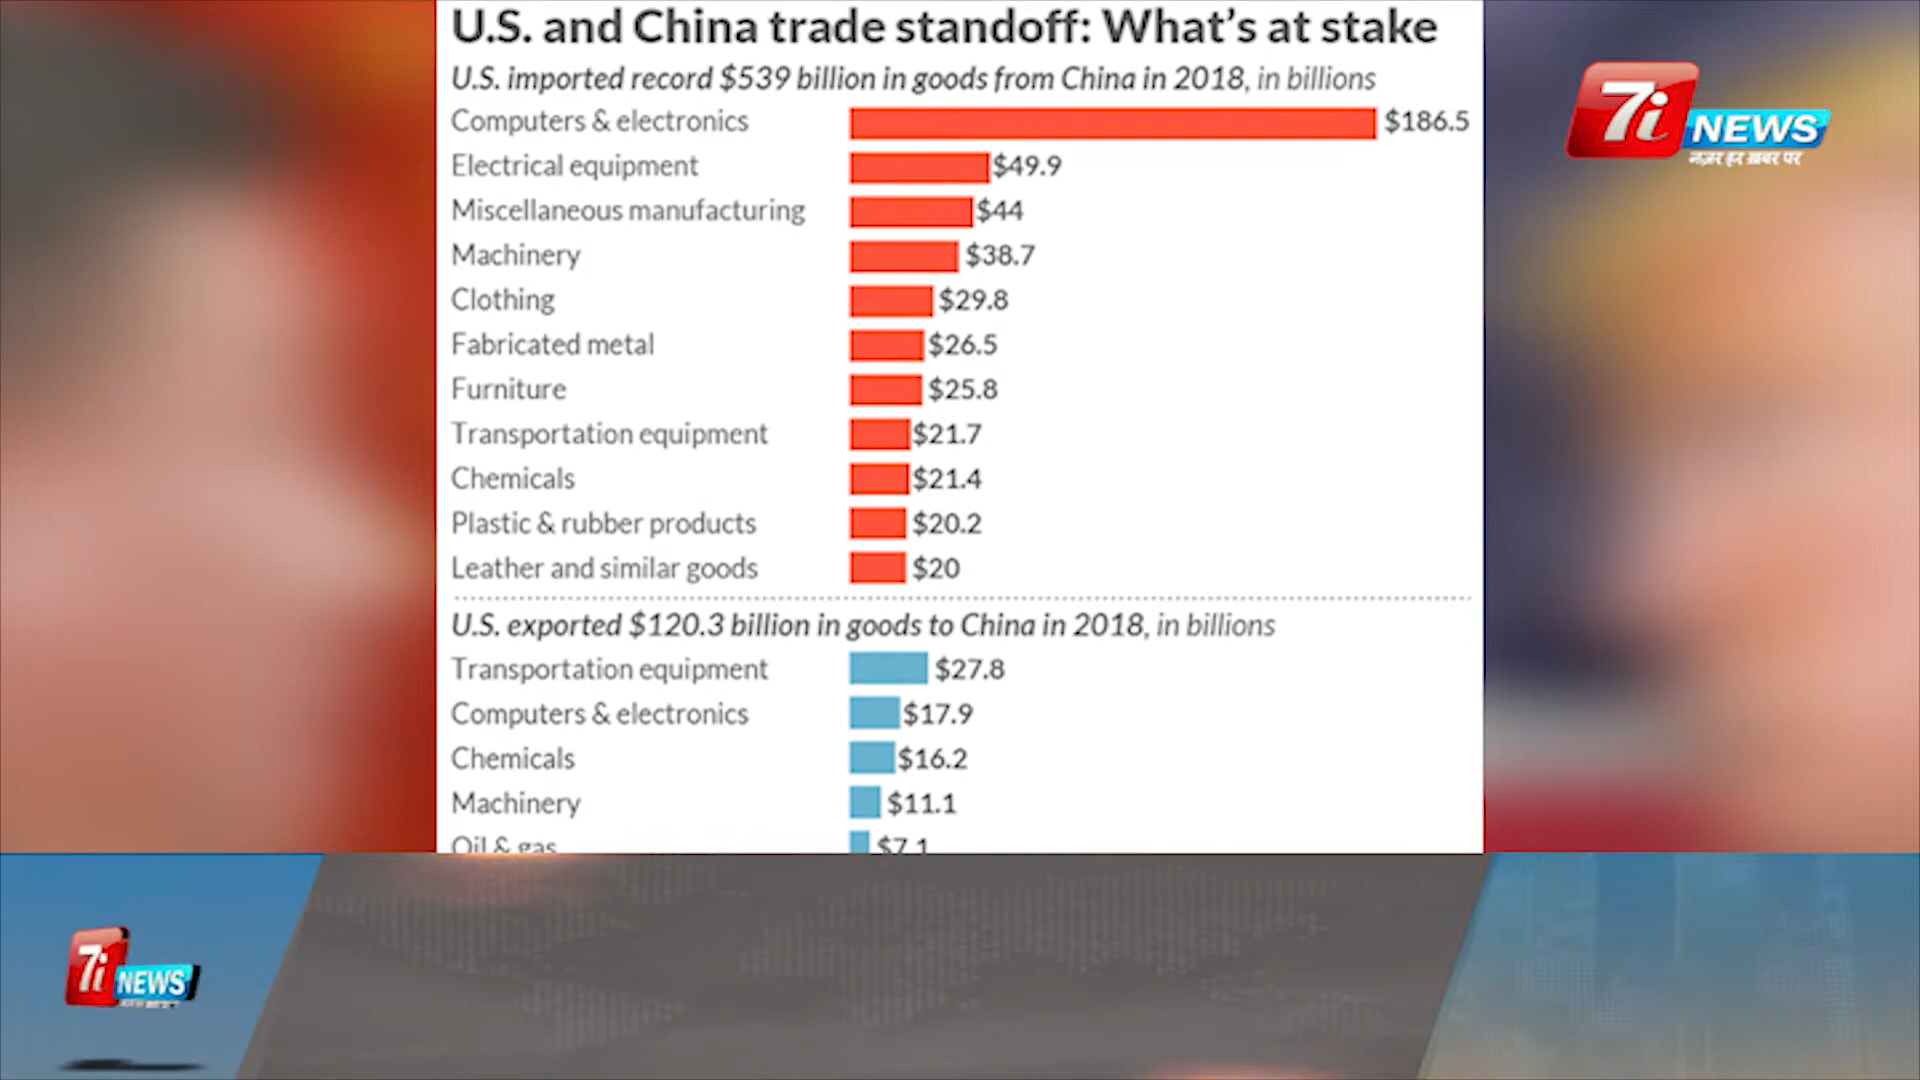 U.S. and China trade standoff: What's at stake
U.S. imported record $539 billion in goods from China in 2018, in billions
Computers & electronics $186.5
Electrical equipment $49.9
Miscellaneous manufacturing $44
Machinery $38.7
Clothing $29.8
Fabricated metal $26.5
Furniture $25.8
Transportation equipment $21.7
Chemicals $21.4
Plastic & rubber products $20.2
Leather and similar goods $20
U.S. exported $120.3 billion in goods to China in 2018, in billions
Transportation equipment $27.8
Computers & electronics $17.9
Chemicals $16.2
Machinery $11.1
Oil & gas $7.1
7i NEWS
नज़र हर ख़बर पर
7i NEWS